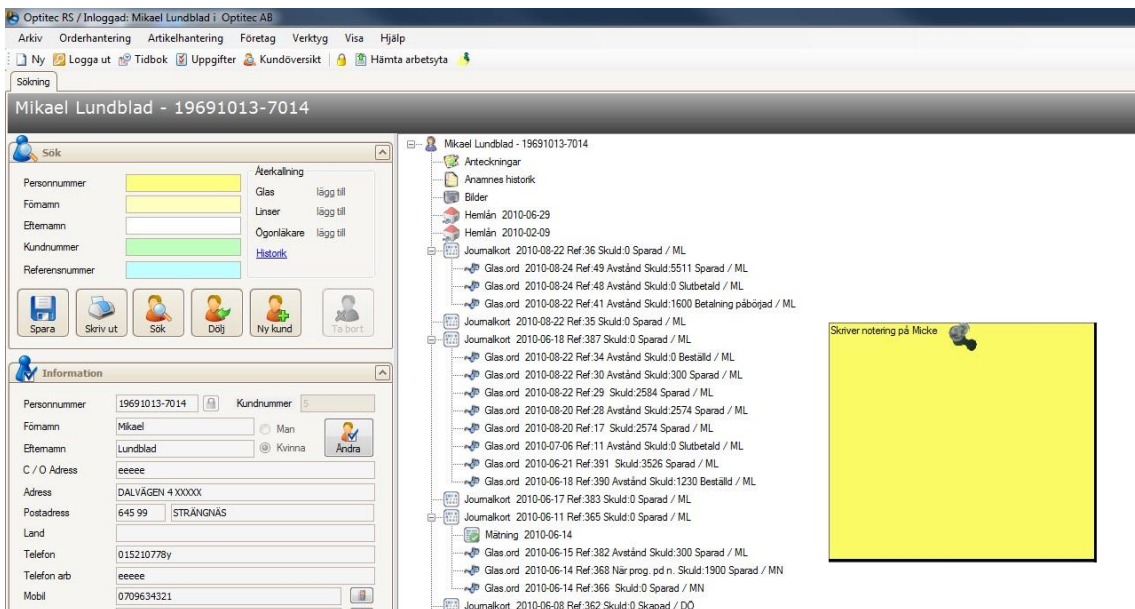 Optitec RS / Inloggad: Mikael Lundblad i Optitec AB
Arkiv Orderhantering Artikelhantering Företag Verktyg Visa Hjälp
Ny Logga ut Tidbok Uppgifter Kundöversikt Hämta arbetsyta
Sökning
Mikael Lundblad - 19691013-7014
Sök
Personnummer
Förnamn
Efternamn
Kundnummer
Referensnummer
Återkallning
Glas lägg till
Linser lägg till
Ögonläkare lägg till
Historik
Spara Skriv ut Sök Dölj Ny kund Ta bort
Information
Personnummer 19691013-7014 Kundnummer 5
Förnamn Mikael Man
Efternamn Lundblad Kvinna Ändra
C / O Adress eeeee
Adress DALVÄGEN 4 XXXXX
Postadress 645 99 STRÄNGNÄS
Land
Telefon 015210778y
Telefon arb eeeee
Mobil 0709634321
Mikael Lundblad - 19691013-7014
Anteckningar
Anamnes historik
Bilder
Hemlån 2010-06-29
Hemlån 2010-02-09
Journalkort 2010-08-22 Ref:36 Skuld:0 Sparad / ML
Glas.ord 2010-08-24 Ref:49 Avstånd Skuld:5511 Sparad / ML
Glas.ord 2010-08-24 Ref:48 Avstånd Skuld:0 Slutbetald / ML
Glas.ord 2010-08-22 Ref:41 Avstånd Skuld:1600 Betalning påbörjad / ML
Journalkort 2010-08-22 Ref:35 Skuld:0 Sparad / ML
Journalkort 2010-06-18 Ref:387 Skuld:0 Sparad / ML
Glas.ord 2010-08-22 Ref:34 Avstånd Skuld:0 Beställd / ML
Glas.ord 2010-08-22 Ref:30 Avstånd Skuld:300 Sparad / ML
Glas.ord 2010-08-22 Ref:29 Skuld:2584 Sparad / ML
Glas.ord 2010-08-20 Ref:28 Avstånd Skuld:2574 Sparad / ML
Glas.ord 2010-08-20 Ref:17 Skuld:2574 Sparad / ML
Glas.ord 2010-07-06 Ref:11 Avstånd Skuld:0 Slutbetald / ML
Glas.ord 2010-06-21 Ref:391 Skuld:3526 Sparad / ML
Glas.ord 2010-06-18 Ref:390 Avstånd Skuld:1230 Beställd / ML
Journalkort 2010-06-17 Ref:383 Skuld:0 Sparad / ML
Journalkort 2010-06-11 Ref:365 Skuld:0 Sparad / ML
Mätning 2010-06-14
Glas.ord 2010-06-15 Ref:382 Avstånd Skuld:300 Sparad / ML
Glas.ord 2010-06-14 Ref:368 När prog. pd n. Skuld:1900 Sparad / MN
Glas.ord 2010-06-14 Ref:366 Skuld:0 Sparad / MN
Journalkort 2010-06-08 Ref:362 Skuld:0 Skapad / DÖ
Skriver notering på Micke